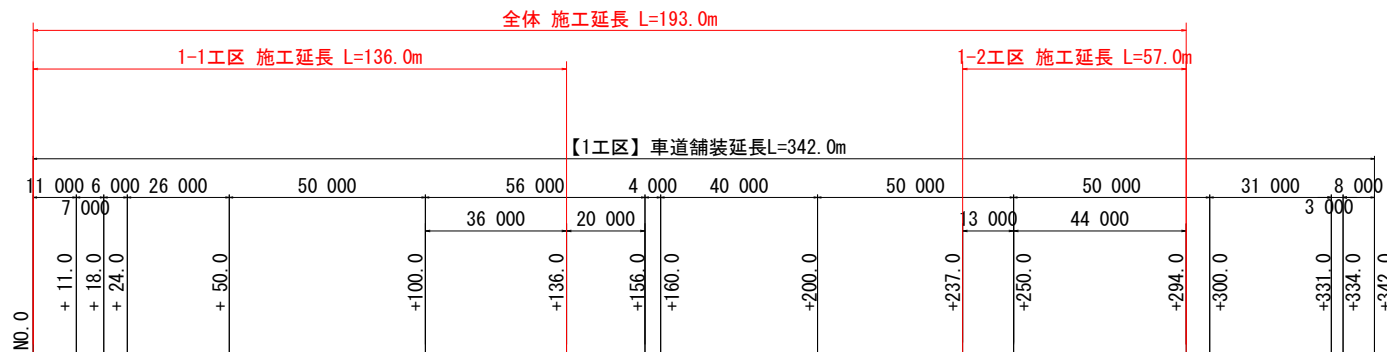 全体 施工延長 L=193.0m
1-1工区 施工延長 L=136.0m
1-2工区 施工延長 L=57.0m
【1工区】車道舗装延長L=342.0m
11 000 6 000 26 000 50 000 56 000 4 000 40 000 50 000 50 000 31 000 8 000
7 000 3 000
36 000 20 000 13 000 44 000
NO.0 + 11.0 + 18.0 + 24.0 + 50.0 +100.0 +136.0 +156.0 +160.0 +200.0 +237.0 +250.0 +294.0 +300.0 +331.0 +334.0 +342.0